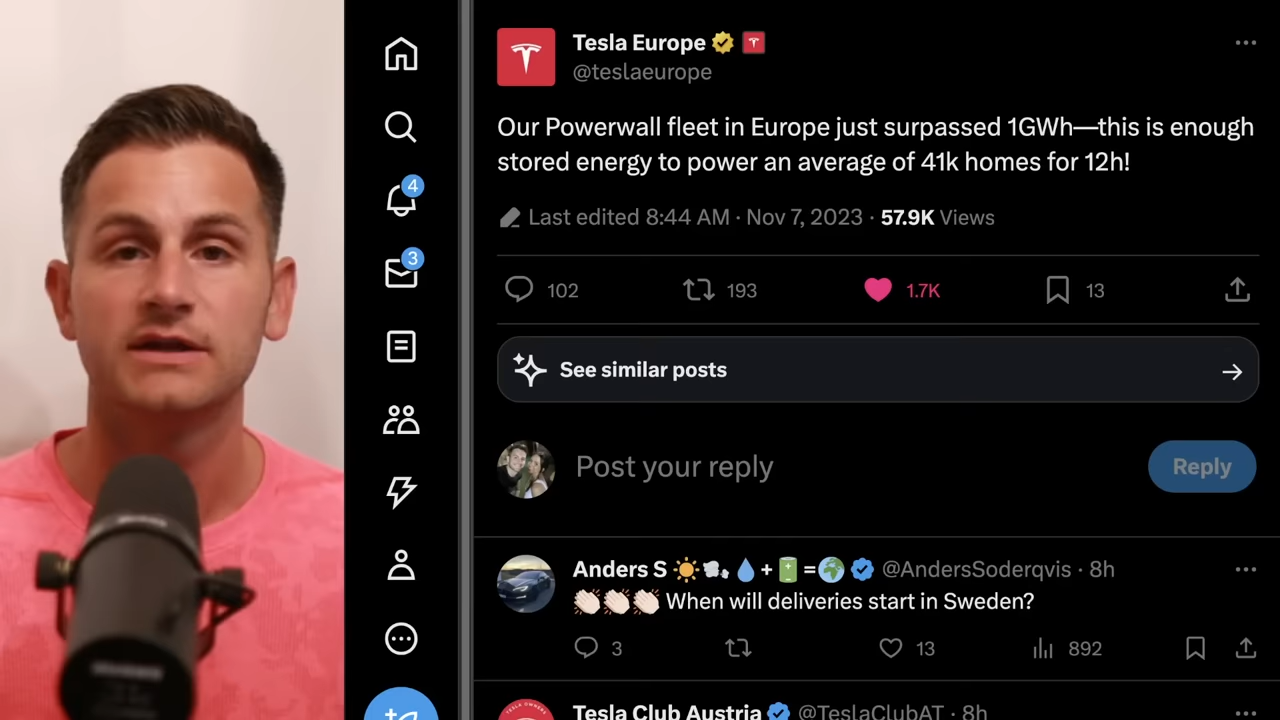 Tesla Europe
@teslaeurope
Our Powerwall fleet in Europe just surpassed 1GWh—this is enough
stored energy to power an average of 41k homes for 12h!
Last edited 8:44 AM · Nov 7, 2023 · 57.9K Views
4
3
102 193 1.7K 13
See similar posts
Post your reply
Reply
Anders S ☀️💨💧+🔋=🌍 @AndersSoderqvis · 8h
👏🏻👏🏻👏🏻 When will deliveries start in Sweden?
3 13 892
Tesla Club Austria @TeslaClubAT · 8h